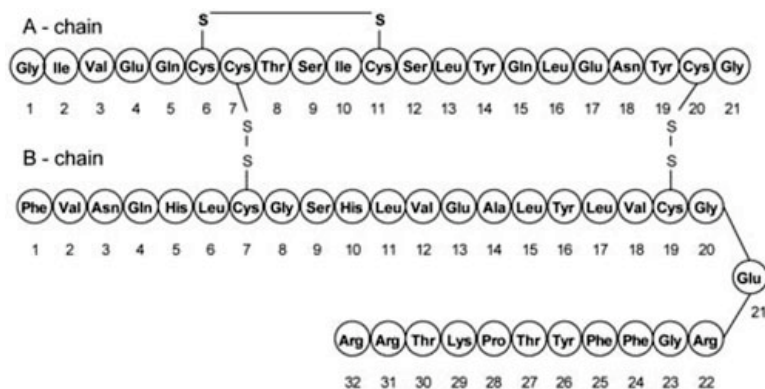 S S
A - chain
Gly Ile Val Glu Gln Cys Cys Thr Ser Ile Cys Ser Leu Tyr Gln Leu Glu Asn Tyr Cys Gly
1 2 3 4 5 6 7 8 9 10 11 12 13 14 15 16 17 18 19 20 21
S S
B - chain
S S
Phe Val Asn Gln His Leu Cys Gly Ser His Leu Val Glu Ala Leu Tyr Leu Val Cys Gly
1 2 3 4 5 6 7 8 9 10 11 12 13 14 15 16 17 18 19 20
Glu
21
Arg Arg Thr Lys Pro Thr Tyr Phe Phe Gly Arg
32 31 30 29 28 27 26 25 24 23 22